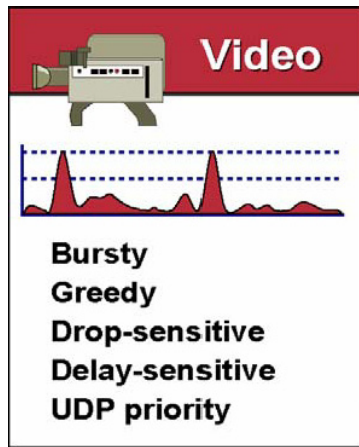 Video
Bursty
Greedy
Drop-sensitive
Delay-sensitive
UDP priority